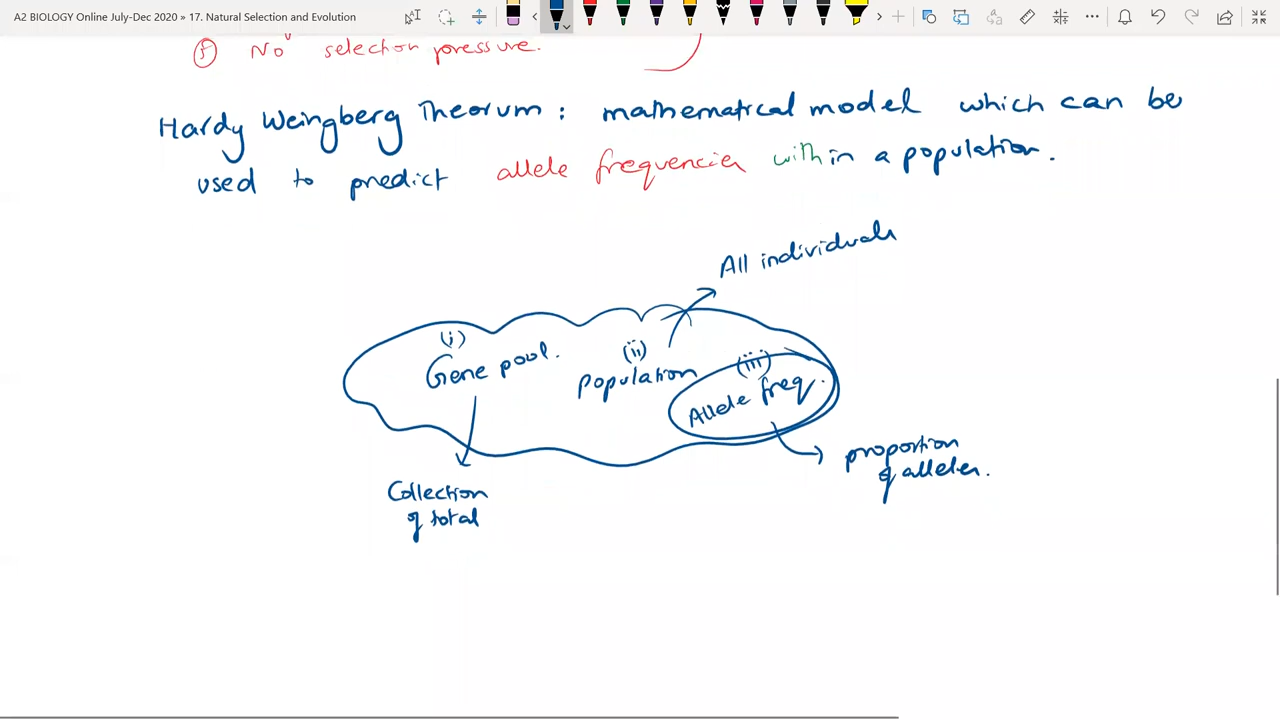 A2 BIOLOGY Online July-Dec 2020 » 17. Natural Selection and Evolution
f No selection pressure.
Hardy Weingberg Theorum : mathematical model which can be
used to predict allele frequencies within a population.
All individuals
(i)
Gene pool.
(ii)
population
(iii)
Allele freq.
proportion
of alleles.
Collection
of total